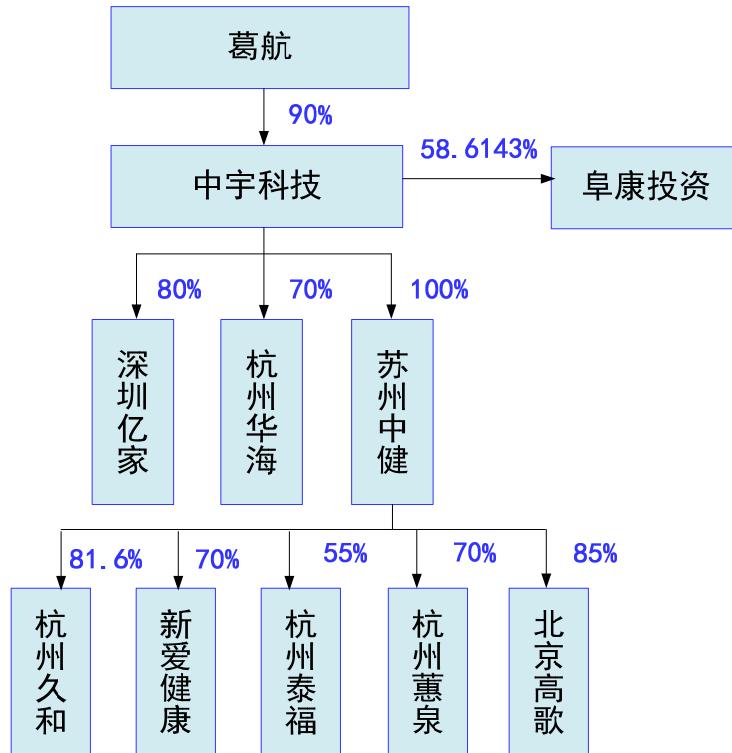 葛航
90%
58.6143%
中宇科技
阜康投资
80%
70%
100%
深圳亿家
杭州华海
苏州中健
81.6%
70%
55%
70%
85%
杭州久和
新爱健康
杭州泰福
杭州蕙泉
北京高歌